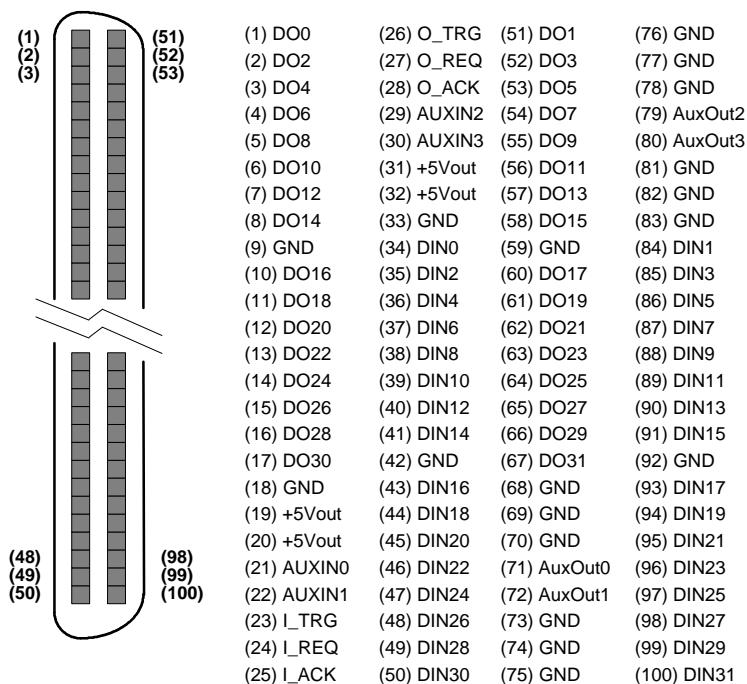 (1) (51)
(2) (52)
(3) (53)
(48) (98)
(49) (99)
(50) (100)
(1) DO0 (26) O_TRG (51) DO1 (76) GND
(2) DO2 (27) O_REQ (52) DO3 (77) GND
(3) DO4 (28) O_ACK (53) DO5 (78) GND
(4) DO6 (29) AUXIN2 (54) DO7 (79) AuxOut2
(5) DO8 (30) AUXIN3 (55) DO9 (80) AuxOut3
(6) DO10 (31) +5Vout (56) DO11 (81) GND
(7) DO12 (32) +5Vout (57) DO13 (82) GND
(8) DO14 (33) GND (58) DO15 (83) GND
(9) GND (34) DIN0 (59) GND (84) DIN1
(10) DO16 (35) DIN2 (60) DO17 (85) DIN3
(11) DO18 (36) DIN4 (61) DO19 (86) DIN5
(12) DO20 (37) DIN6 (62) DO21 (87) DIN7
(13) DO22 (38) DIN8 (63) DO23 (88) DIN9
(14) DO24 (39) DIN10 (64) DO25 (89) DIN11
(15) DO26 (40) DIN12 (65) DO27 (90) DIN13
(16) DO28 (41) DIN14 (66) DO29 (91) DIN15
(17) DO30 (42) GND (67) DO31 (92) GND
(18) GND (43) DIN16 (68) GND (93) DIN17
(19) +5Vout (44) DIN18 (69) GND (94) DIN19
(20) +5Vout (45) DIN20 (70) GND (95) DIN21
(21) AUXIN0 (46) DIN22 (71) AuxOut0 (96) DIN23
(22) AUXIN1 (47) DIN24 (72) AuxOut1 (97) DIN25
(23) I_TRG (48) DIN26 (73) GND (98) DIN27
(24) I_REQ (49) DIN28 (74) GND (99) DIN29
(25) I_ACK (50) DIN30 (75) GND (100) DIN31